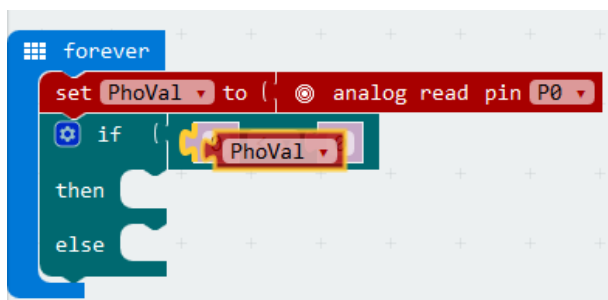 forever
set PhoVal to ( analog read pin P0
if ( PhoVal
then
else